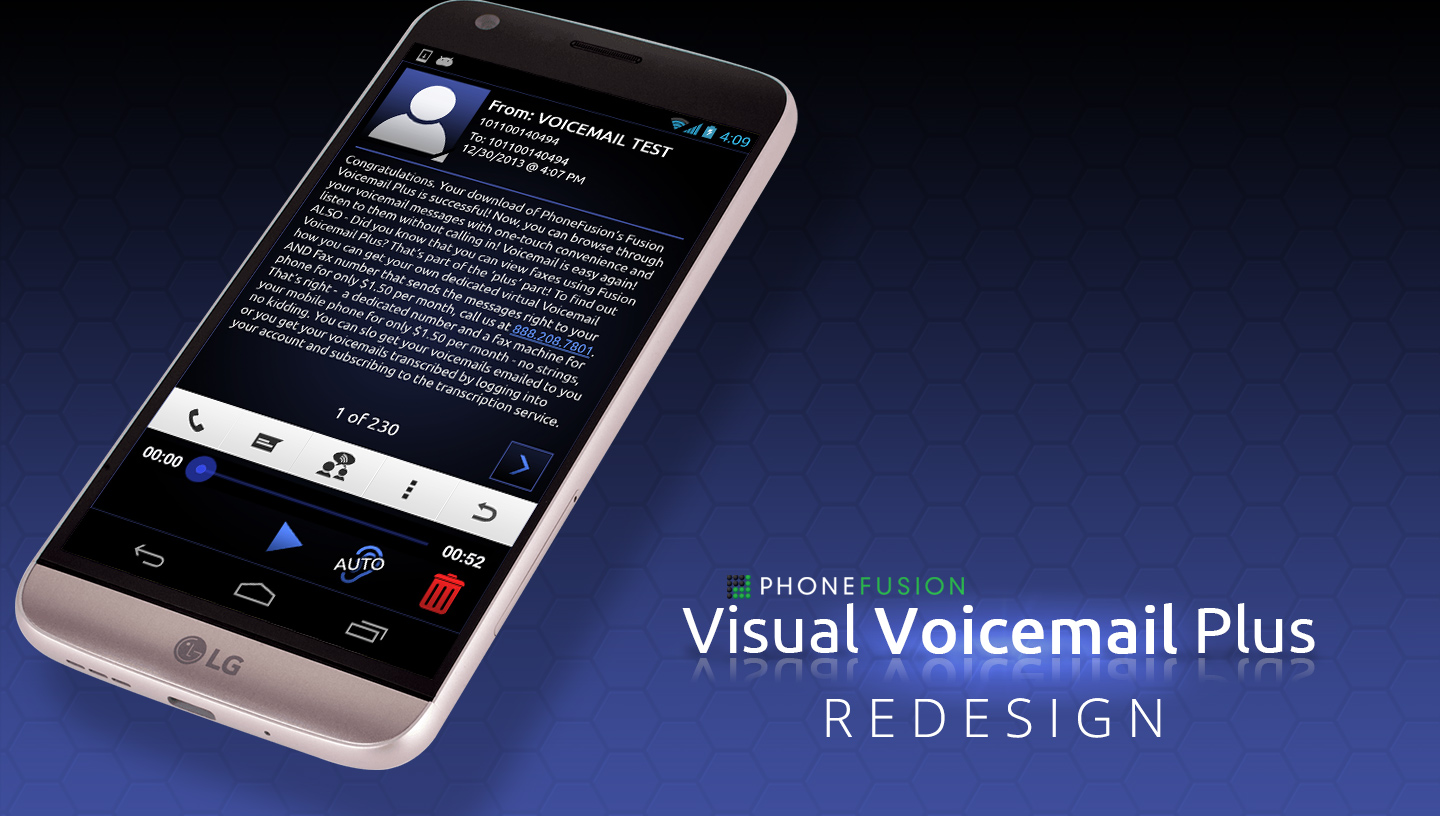 4:09
From: VOICEMAIL TEST
101100140494
To: 101100140494
12/30/2013 @ 4:07 PM
Congratulations. Your download of PhoneFusion's Fusion
Voicemail Plus is successful! Now, you can browse through
your voicemail messages with one-touch convenience and
listen to them without calling in! Voicemail is easy again!
ALSO - Did you know that you can view faxes using Fusion
Voicemail Plus? That's part of the 'plus' part! To find out
how you can get your own dedicated virtual Voicemail
AND Fax number that sends the messages right to your
phone for only $1.50 per month, call us at 888.208.7801.
That's right - a dedicated number and a fax machine for
your mobile phone for only $1.50 per month - no strings,
no kidding. You can slo get your voicemails emailed to you
or you get your voicemails transcribed by logging into
your account and subscribing to the transcription service.
1 of 230
00:00
00:52
AUTO
LG
PHONEFUSION
Visual Voicemail Plus
REDESIGN